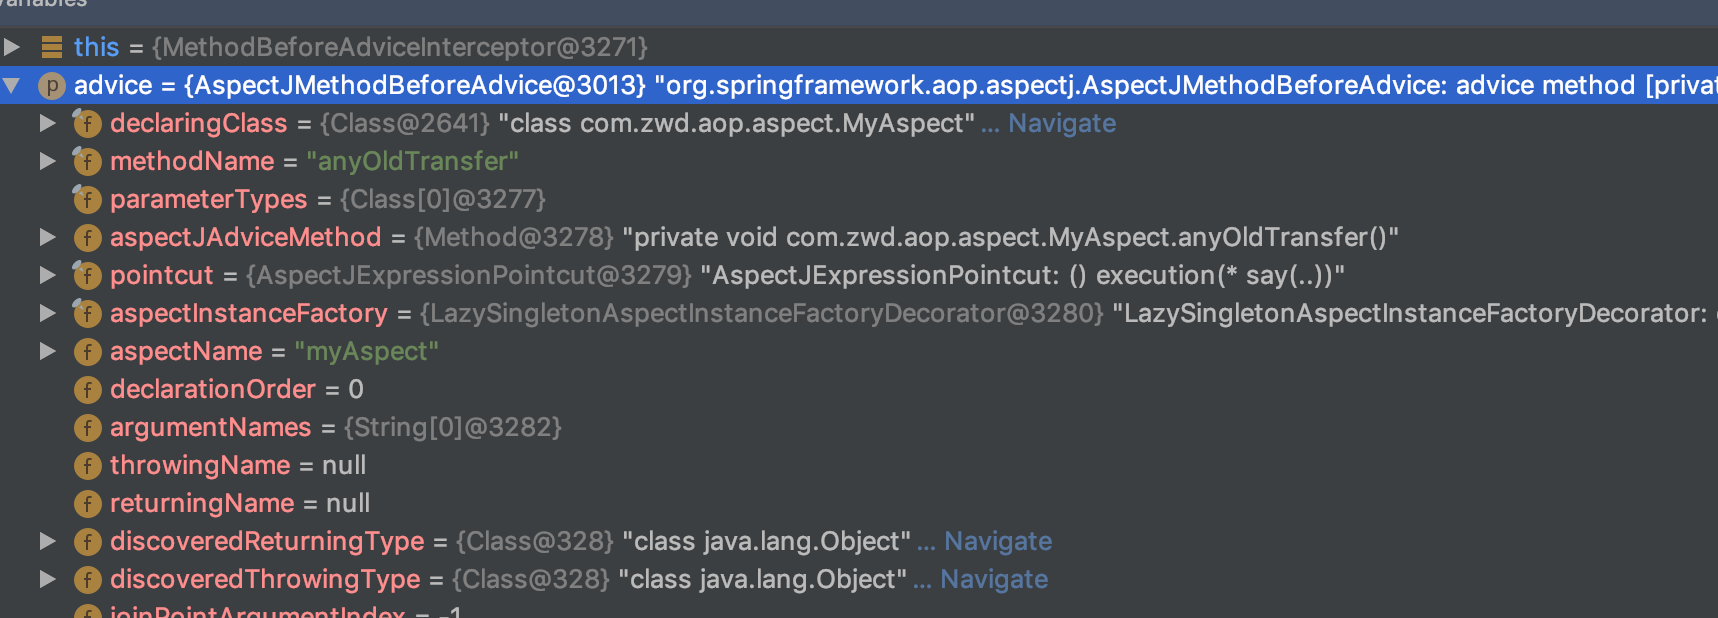 variables
this = {MethodBeforeAdviceInterceptor@3271}
p advice = {AspectJMethodBeforeAdvice@3013} "org.springframework.aop.aspectj.AspectJMethodBeforeAdvice: advice method [privat
f declaringClass = {Class@2641} "class com.zwd.aop.aspect.MyAspect" ... Navigate
f methodName = "anyOldTransfer"
f parameterTypes = {Class[0]@3277}
f aspectJAdviceMethod = {Method@3278} "private void com.zwd.aop.aspect.MyAspect.anyOldTransfer()"
f pointcut = {AspectJExpressionPointcut@3279} "AspectJExpressionPointcut: () execution(* say(..))"
f aspectInstanceFactory = {LazySingletonAspectInstanceFactoryDecorator@3280} "LazySingletonAspectInstanceFactoryDecorator:
f aspectName = "myAspect"
f declarationOrder = 0
f argumentNames = {String[0]@3282}
f throwingName = null
f returningName = null
f discoveredReturningType = {Class@328} "class java.lang.Object" ... Navigate
f discoveredThrowingType = {Class@328} "class java.lang.Object" ... Navigate
f joinPointArgumentIndex = -1